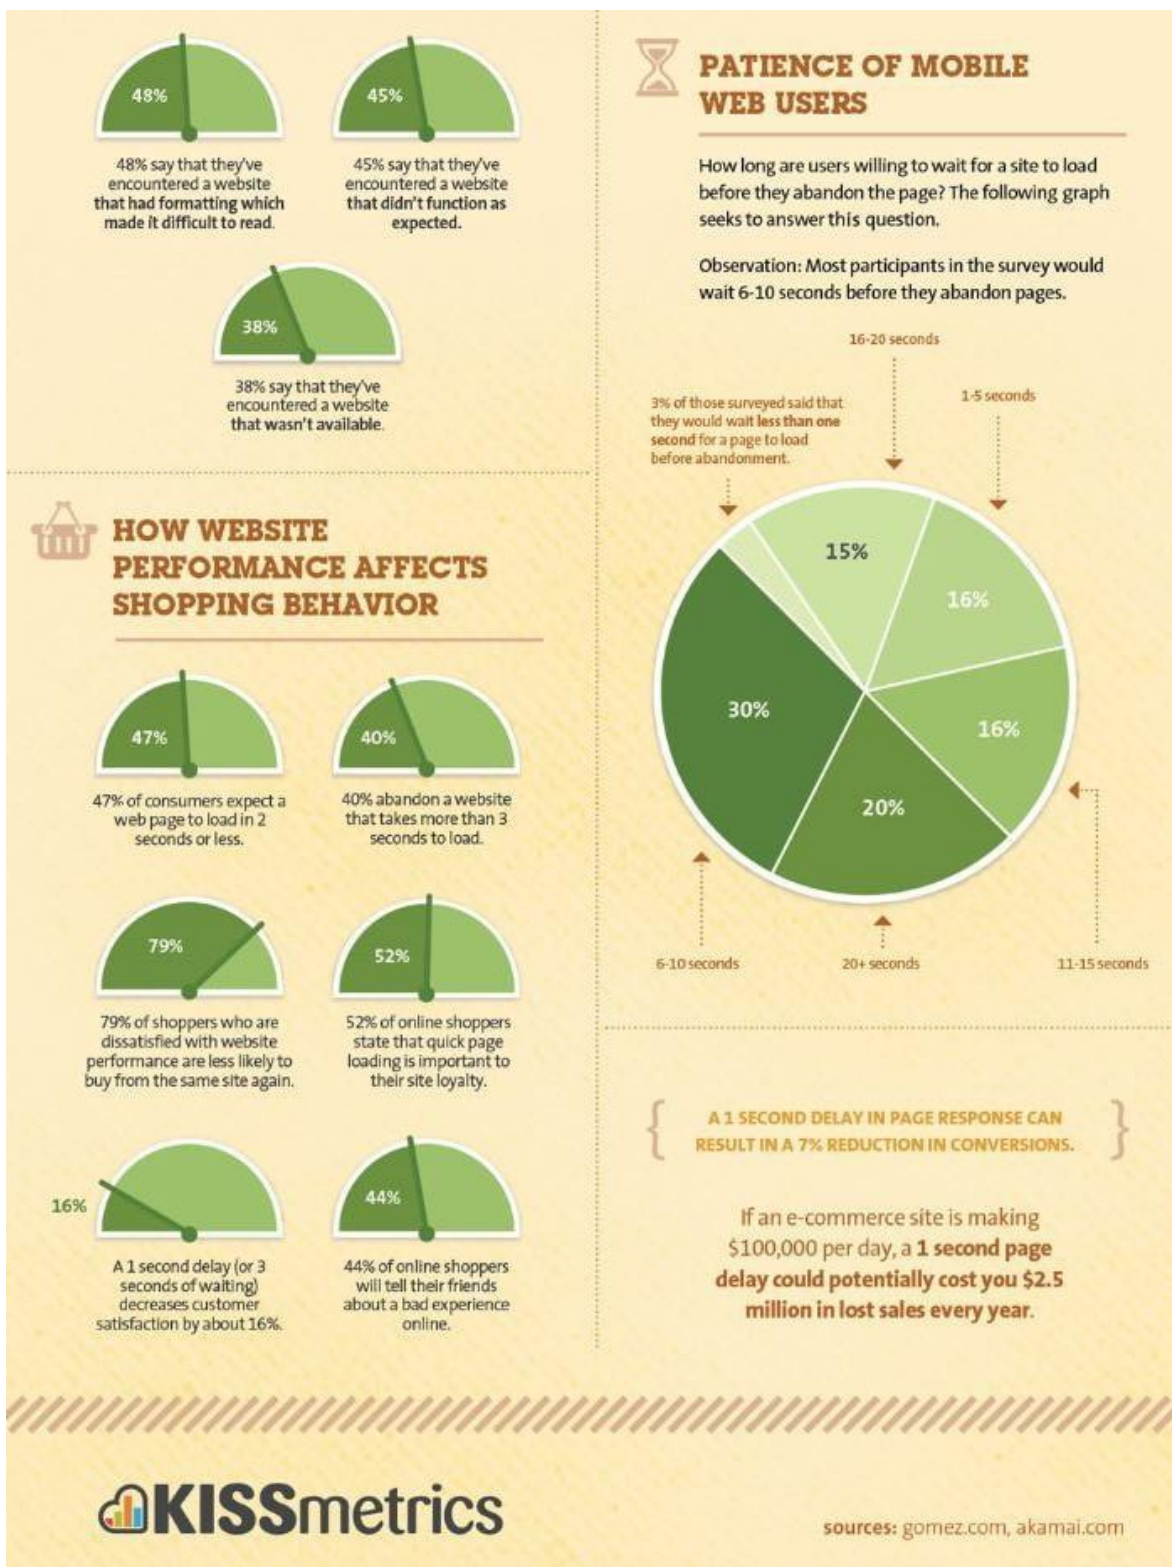 48%
48% say that they've
encountered a website
that had formatting which
made it difficult to read.
45%
45% say that they've
encountered a website
that didn't function as
expected.
38%
38% say that they've
encountered a website
that wasn't available.
HOW WEBSITE
PERFORMANCE AFFECTS
SHOPPING BEHAVIOR
47%
47% of consumers expect a
web page to load in 2
seconds or less.
40%
40% abandon a website
that takes more than 3
seconds to load.
79%
79% of shoppers who are
dissatisfied with website
performance are less likely to
buy from the same site again.
52%
52% of online shoppers
state that quick page
loading is important to
their site loyalty.
16%
A 1 second delay (or 3
seconds of waiting)
decreases customer
satisfaction by about 16%.
44%
44% of online shoppers
will tell their friends
about a bad experience
online.
PATIENCE OF MOBILE
WEB USERS
How long are users willing to wait for a site to load
before they abandon the page? The following graph
seeks to answer this question.
Observation: Most participants in the survey would
wait 6-10 seconds before they abandon pages.
16-20 seconds
1-5 seconds
3% of those surveyed said that
they would wait less than one
second for a page to load
before abandonment.
15%
16%
30%
16%
20%
6-10 seconds
20+ seconds
11-15 seconds
{ A 1 SECOND DELAY IN PAGE RESPONSE CAN }
RESULT IN A 7% REDUCTION IN CONVERSIONS.
If an e-commerce site is making
$100,000 per day, a 1 second page
delay could potentially cost you $2.5
million in lost sales every year.
KISSmetrics
sources: gomez.com, akamai.com